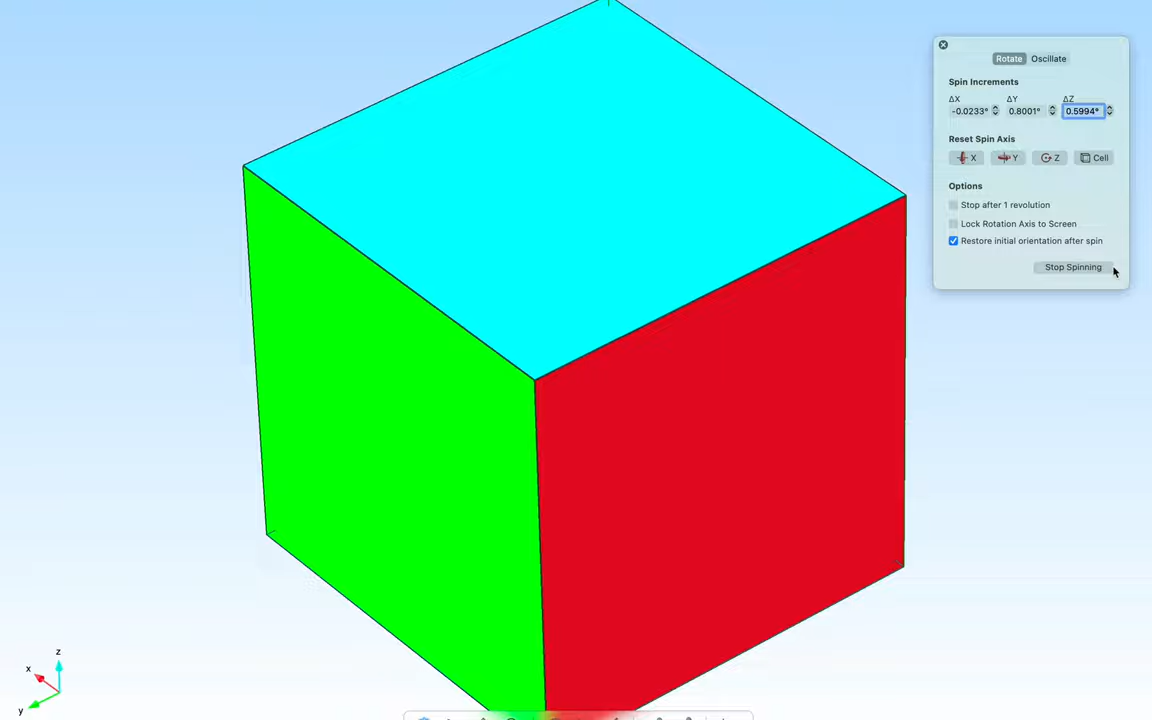 Rotate Oscillate
Spin Increments
ΔX ΔY ΔZ
-0.0233° 0.8001° 0.5994°
Reset Spin Axis
X Y Z Cell
Options
Stop after 1 revolution
Lock Rotation Axis to Screen
Restore initial orientation after spin
Stop Spinning
z
x
y